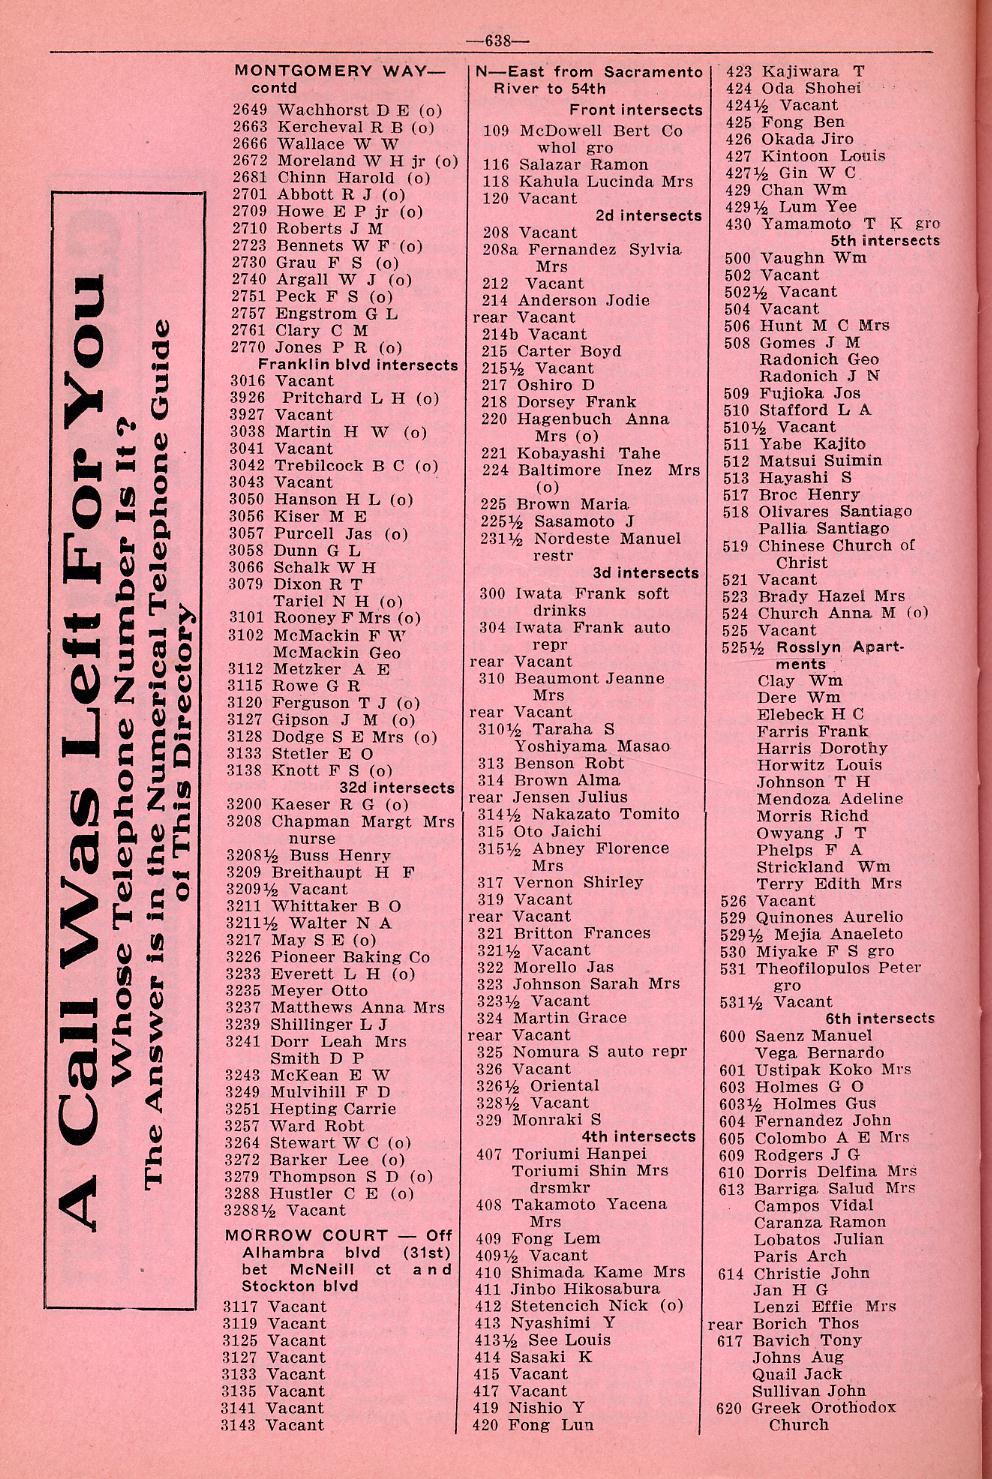 —638—
A Call Was Left For You
Whose Telephone Number Is It?
The Answer is in the Numerical Telephone Guide
of This Directory
MONTGOMERY WAY—
contd
2649 Wachhorst D E (o)
2663 Kercheval R B (o)
2666 Wallace W W
2672 Moreland W H jr (o)
2681 Chinn Harold (o)
2701 Abbott R J (o)
2709 Howe E P jr (o)
2710 Roberts J M
2723 Bennets W F (o)
2730 Grau F S (o)
2740 Argall W J (o)
2751 Peck F S (o)
2757 Engstrom G L
2761 Clary C M
2770 Jones P R (o)
Franklin blvd intersects
3016 Vacant
3926 Pritchard L H (o)
3927 Vacant
3038 Martin H W (o)
3041 Vacant
3042 Trebilcock B C (o)
3043 Vacant
3050 Hanson H L (o)
3056 Kiser M E
3057 Purcell Jas (o)
3058 Dunn G L
3066 Schalk W H
3079 Dixon R T
Tariel N H (o)
3101 Rooney F Mrs (o)
3102 McMackin F W
McMackin Geo
3112 Metzker A E
3115 Rowe G R
3120 Ferguson T J (o)
3127 Gipson J M (o)
3128 Dodge S E Mrs (o)
3133 Stetler E O
3138 Knott F S (o)
32d intersects
3200 Kaeser R G (o)
3208 Chapman Margt Mrs
nurse
3208½ Buss Henry
3209 Breithaupt H F
3209½ Vacant
3211 Whittaker B O
3211½ Walter N A
3217 May S E (o)
3226 Pioneer Baking Co
3233 Everett L H (o)
3235 Meyer Otto
3237 Matthews Anna Mrs
3239 Shillinger L J
3241 Dorr Leah Mrs
Smith D P
3243 McKean E W
3249 Mulvihill F D
3251 Hepting Carrie
3257 Ward Robt
3264 Stewart W C (o)
3272 Barker Lee (o)
3279 Thompson S D (o)
3288 Hustler C E (o)
3288½ Vacant
MORROW COURT — Off
Alhambra blvd (31st)
bet McNeill ct and
Stockton blvd
3117 Vacant
3119 Vacant
3125 Vacant
3127 Vacant
3133 Vacant
3135 Vacant
3141 Vacant
3143 Vacant
N—East from Sacramento
River to 54th
Front intersects
109 McDowell Bert Co
whol gro
116 Salazar Ramon
118 Kahula Lucinda Mrs
120 Vacant
2d intersects
208 Vacant
208a Fernandez Sylvia
Mrs
212 Vacant
214 Anderson Jodie
rear Vacant
214b Vacant
215 Carter Boyd
215½ Vacant
217 Oshiro D
218 Dorsey Frank
220 Hagenbuch Anna
Mrs (o)
221 Kobayashi Tahe
224 Baltimore Inez Mrs
(o)
225 Brown Maria
225½ Sasamoto J
231½ Nordeste Manuel
restr
3d intersects
300 Iwata Frank soft
drinks
304 Iwata Frank auto
repr
rear Vacant
310 Beaumont Jeanne
Mrs
rear Vacant
310½ Taraha S
Yoshiyama Masao
313 Benson Robt
314 Brown Alma
rear Jensen Julius
314½ Nakazato Tomito
315 Oto Jaichi
315½ Abney Florence
Mrs
317 Vernon Shirley
319 Vacant
rear Vacant
321 Britton Frances
321½ Vacant
322 Morello Jas
323 Johnson Sarah Mrs
323½ Vacant
324 Martin Grace
rear Vacant
325 Nomura S auto repr
326 Vacant
326½ Oriental
328½ Vacant
329 Monraki S
4th intersects
407 Toriumi Hanpei
Toriumi Shin Mrs
drsmkr
408 Takamoto Yacena
Mrs
409 Fong Lem
409½ Vacant
410 Shimada Kame Mrs
411 Jinbo Hikosabura
412 Stetencich Nick (o)
413 Nyashimi Y
413½ See Louis
414 Sasaki K
415 Vacant
417 Vacant
419 Nishio Y
420 Fong Lun
423 Kajiwara T
424 Oda Shohei
424½ Vacant
425 Fong Ben
426 Okada Jiro
427 Kintoon Louis
427½ Gin W C
429 Chan Wm
429½ Lum Yee
430 Yamamoto T K gro
5th intersects
500 Vaughn Wm
502 Vacant
502½ Vacant
504 Vacant
506 Hunt M C Mrs
508 Gomes J M
Radonich Geo
Radonich J N
509 Fujioka Jos
510 Stafford L A
510½ Vacant
511 Yabe Kajito
512 Matsui Suimin
513 Hayashi S
517 Broc Henry
518 Olivares Santiago
Pallia Santiago
519 Chinese Church of
Christ
521 Vacant
523 Brady Hazel Mrs
524 Church Anna M (o)
525 Vacant
525½ Rosslyn Apart-
ments
Clay Wm
Dere Wm
Elebeck H C
Farris Frank
Harris Dorothy
Horwitz Louis
Johnson T H
Mendoza Adeline
Morris Richd
Owyang J T
Phelps F A
Strickland Wm
Terry Edith Mrs
526 Vacant
529 Quinones Aurelio
529½ Mejia Anaeleto
530 Miyake F S gro
531 Theofilopulos Peter
gro
531½ Vacant
6th intersects
600 Saenz Manuel
Vega Bernardo
601 Ustipak Koko Mrs
603 Holmes G O
603½ Holmes Gus
604 Fernandez John
605 Colombo A E Mrs
609 Rodgers J G
610 Dorris Delfina Mrs
613 Barriga Salud Mrs
Campos Vidal
Caranza Ramon
Lobatos Julian
Paris Arch
614 Christie John
Jan H G
Lenzi Effie Mrs
rear Borich Thos
617 Bavich Tony
Johns Aug
Quail Jack
Sullivan John
620 Greek Orothodox
Church